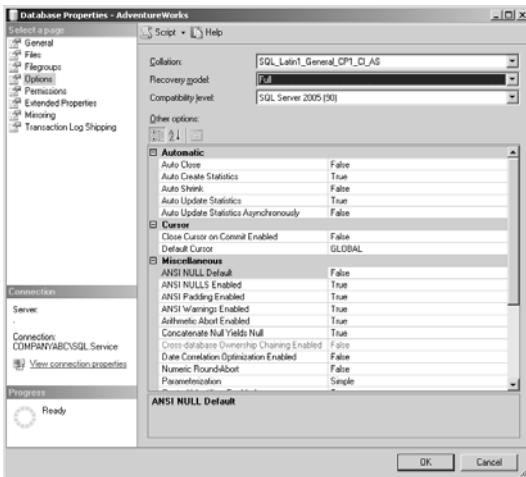 Database Properties - AdventureWorks
Select a page
General
Files
Filegroups
Options
Permissions
Extended Properties
Mirroring
Transaction Log Shipping
Connection
Server:
.
Connection:
COMPANYABC\SQL.Service
View connection properties
Progress
Ready
Script
Help
Collation: SQL_Latin1_General_CP1_CI_AS
Recovery model: Full
Compatibility level: SQL Server 2005 (90)
Other options:
Automatic
Auto Close False
Auto Create Statistics True
Auto Shrink False
Auto Update Statistics True
Auto Update Statistics Asynchronously False
Cursor
Close Cursor on Commit Enabled False
Default Cursor GLOBAL
Miscellaneous
ANSI NULL Default False
ANSI NULLS Enabled True
ANSI Padding Enabled True
ANSI Warnings Enabled True
Arithmetic Abort Enabled True
Concatenate Null Yields Null True
Cross-database Ownership Chaining Enabled False
Date Correlation Optimization Enabled False
Numeric Round-Abort False
Parameterization Simple
ANSI NULL Default
OK
Cancel